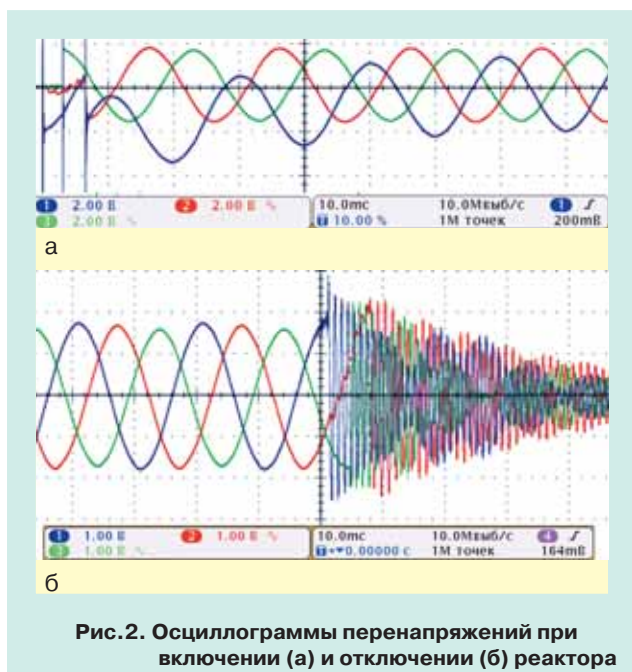 1 2.00 В 2 2.00 В 10.0мс 10.0Мвыб/с 1
3 2.00 В 10.00 % 1М точек 200мВ
а
1 1.00 В 2 1.00 В 10.0мс 10.0Мвыб/с 4
3 1.00 В 0.00000 с 1М точек 164мВ
б
Рис.2. Осциллограммы перенапряжений при
включении (а) и отключении (б) реактора